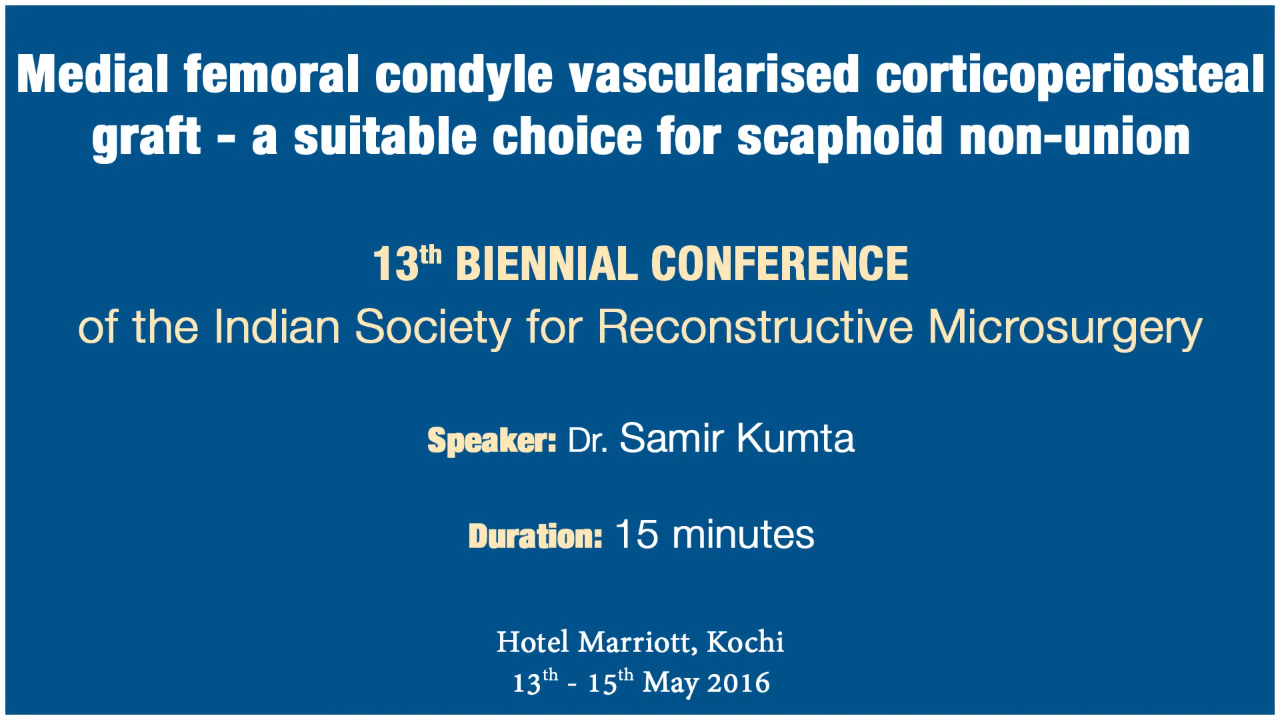 Medial femoral condyle vascularised corticoperiosteal
graft - a suitable choice for scaphoid non-union
13th BIENNIAL CONFERENCE
of the Indian Society for Reconstructive Microsurgery
Speaker: Dr. Samir Kumta
Duration: 15 minutes
Hotel Marriott, Kochi
13th - 15th May 2016